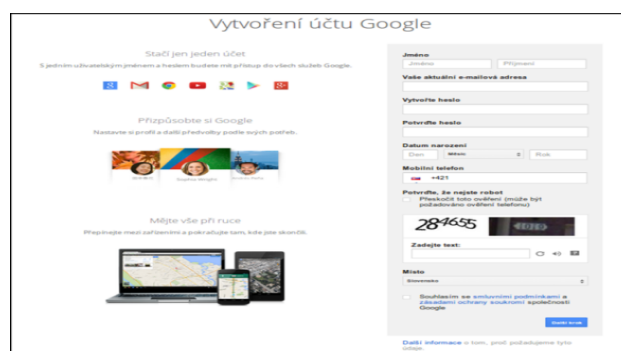 Vytvoření účtu Google
Stačí jen jeden účet
S jedním uživatelským jménem a heslem budete mít přístup do všech služeb Google.
Přizpůsobte si Google
Nastavte si profil a další předvolby podle svých potřeb.
Mějte vše při ruce
Přepínejte mezi zařízeními a pokračujte tam, kde jste skončili.
Jméno
Jméno Příjmení
Vaše aktuální e-mailová adresa
Vytvořte heslo
Potvrďte heslo
Datum narození
Den Měsíc Rok
Mobilní telefon
+421
Potvrďte, že nejste robot
Přeskočit toto ověření (může být
požadováno ověření telefonu)
284655
Zadejte text:
Místo
Slovensko
Souhlasím se smluvními podmínkami a
zásadami ochrany soukromí společnosti
Google
Další krok
Další informace o tom, proč požadujeme tyto
údaje.